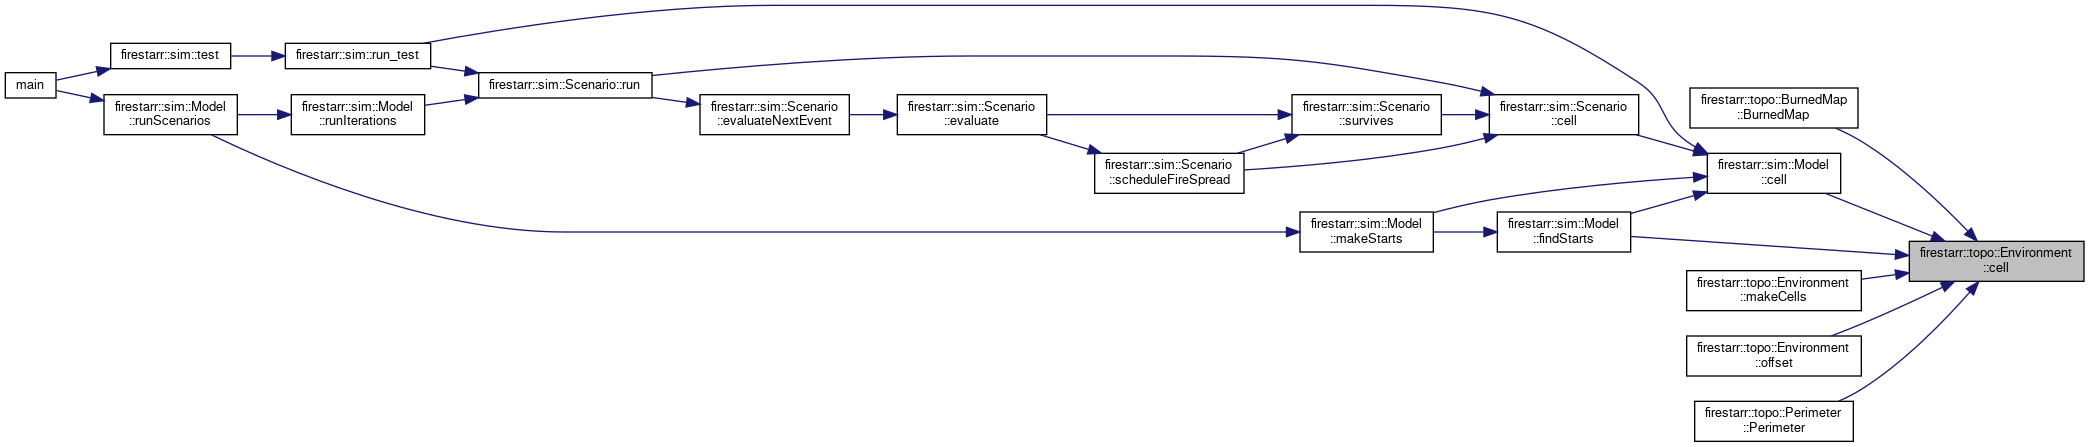 main
firestarr::sim::test
firestarr::sim::Model
::runScenarios
firestarr::sim::run_test
firestarr::sim::Model
::runIterations
firestarr::sim::Scenario::run
firestarr::sim::Scenario
::evaluateNextEvent
firestarr::sim::Scenario
::evaluate
firestarr::sim::Scenario
::scheduleFireSpread
firestarr::sim::Scenario
::survives
firestarr::sim::Scenario
::cell
firestarr::sim::Model
::makeStarts
firestarr::sim::Model
::findStarts
firestarr::topo::BurnedMap
::BurnedMap
firestarr::sim::Model
::cell
firestarr::topo::Environment
::makeCells
firestarr::topo::Environment
::offset
firestarr::topo::Perimeter
::Perimeter
firestarr::topo::Environment
::cell